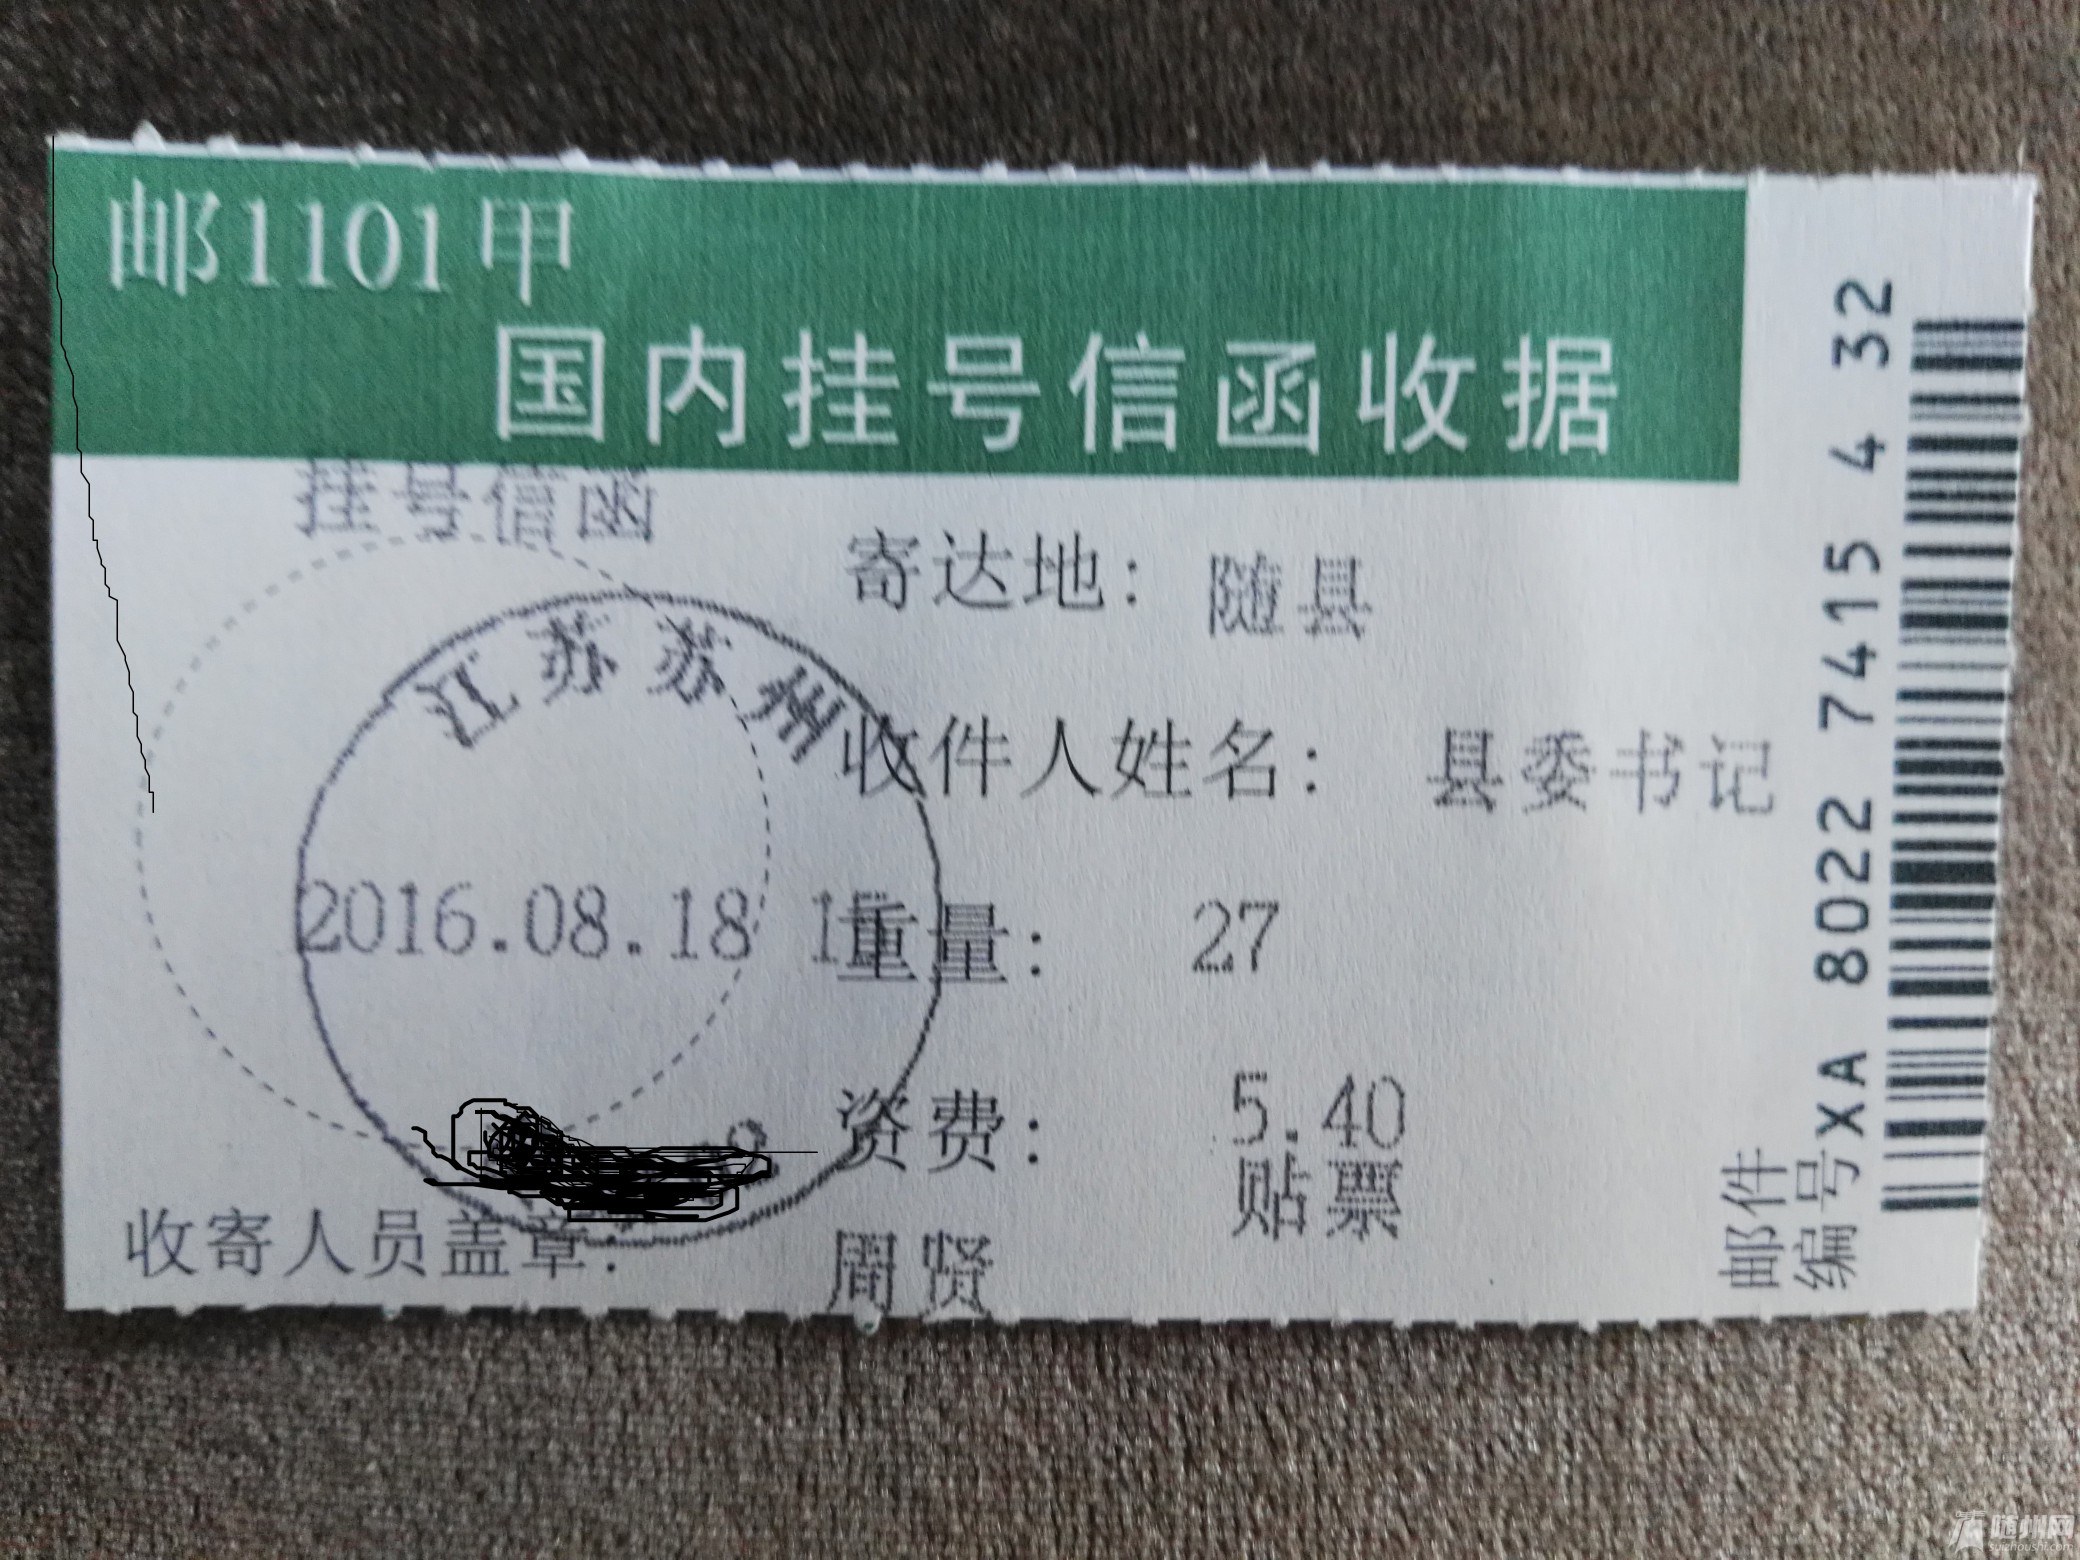 邮1101甲
国内挂号信函收据
挂号信函
寄达地： 随县
江苏苏州
收件人姓名： 县委书记
2016.08.18
重量： 27
资费： 5.40
贴票
收寄人员盖章： 周贤
邮件
编号 XA 8022 7415 4 32
随州网
suizhoushi.com